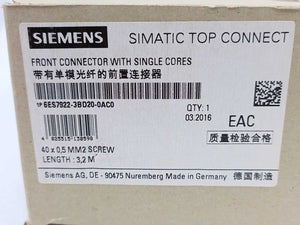 SIEMENS
SIMATIC TOP CONNECT
FRONT CONNECTOR WITH SINGLE CORES
带有单模光纤的前置连接器
1P 6ES7922-3BD20-0AC0
QTY: 1
03.2016
EAC
质量检验合格
40 x 0,5 MM2 SCREW
LENGTH : 3,2 M
Siemens AG, DE - 90475 Nuremberg Made in Germany 德国制造